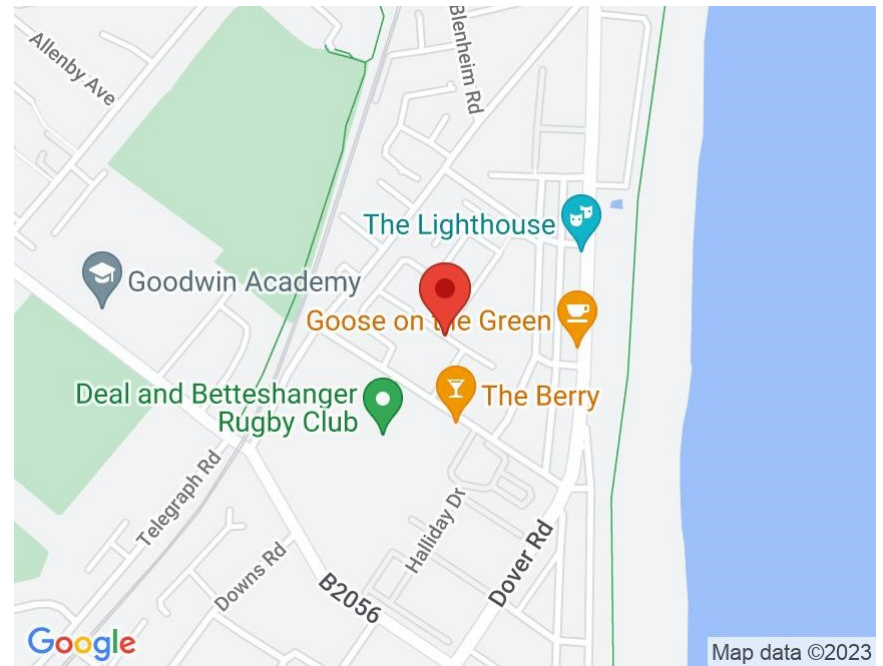 Allenby Ave
Blenheim Rd
The Lighthouse
Goodwin Academy
Goose on the Green
Deal and Betteshanger
Rugby Club
The Berry
Telegraph Rd
Halliday Dr
Dover Rd
Downs Rd
B2056
Google
Map data ©2023